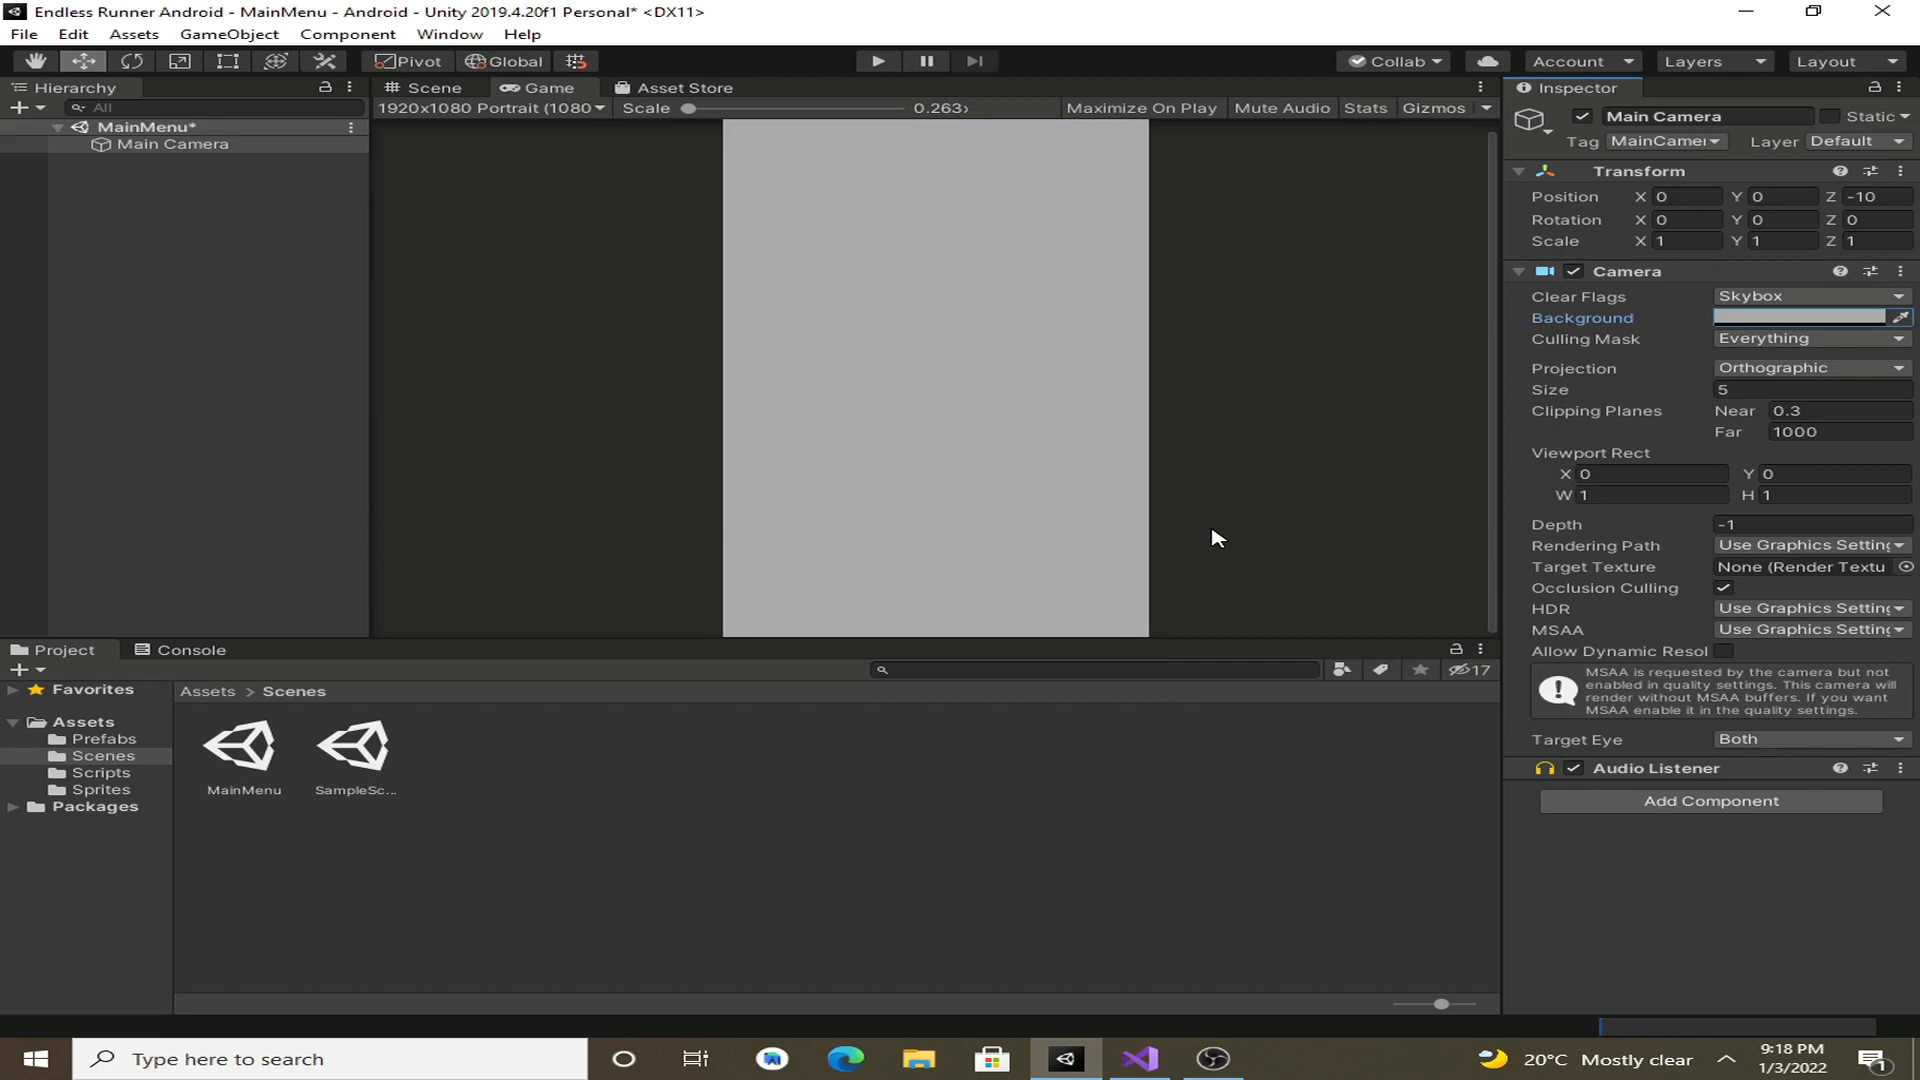 Endless Runner Android - MainMenu - Android - Unity 2019.4.20f1 Personal* <DX11>
File Edit Assets GameObject Component Window Help
Pivot Global Collab Account Layers Layout
Hierarchy
All
MainMenu*
Main Camera
Scene Game Asset Store
1920x1080 Portrait (1080 Scale 0.263x Maximize On Play Mute Audio Stats Gizmos
Inspector
Main Camera Static
Tag MainCamei Layer Default
Transform
Position X 0 Y 0 Z -10
Rotation X 0 Y 0 Z 0
Scale X 1 Y 1 Z 1
Camera
Clear Flags Skybox
Background
Culling Mask Everything
Projection Orthographic
Size 5
Clipping Planes Near 0.3
Far 1000
Viewport Rect
X 0 Y 0
W 1 H 1
Depth -1
Rendering Path Use Graphics Setting
Target Texture None (Render Textu
Occlusion Culling
HDR Use Graphics Setting
MSAA Use Graphics Setting
Allow Dynamic Resol
MSAA is requested by the camera but not
enabled in quality settings. This camera will
render without MSAA buffers. If you want
MSAA enable it in the quality settings.
Target Eye Both
Audio Listener
Add Component
Project Console
17
Favorites
Assets
Prefabs
Scenes
Scripts
Sprites
Packages
Assets > Scenes
MainMenu SampleSc...
Type here to search
20°C Mostly clear
9:18 PM
1/3/2022
1